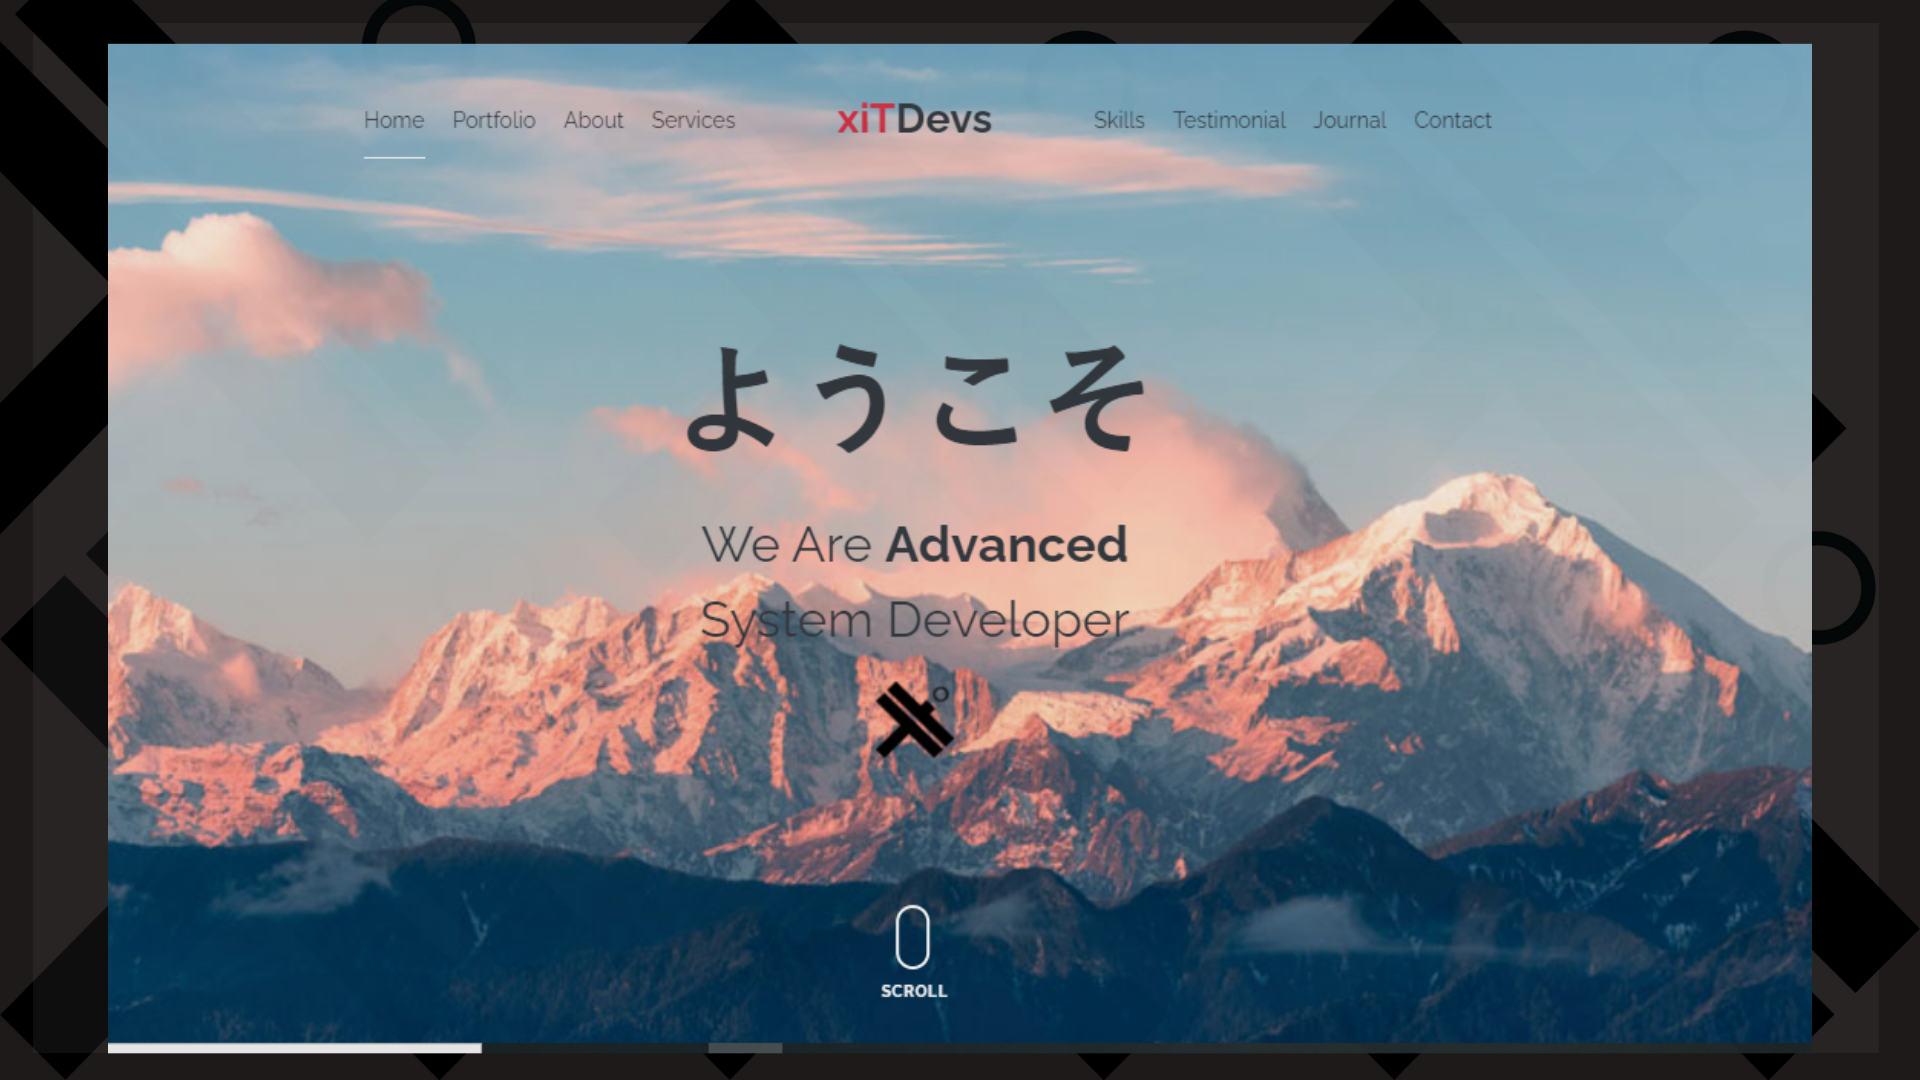 Home Portfolio About Services xiTDevs Skills Testimonial Journal Contact
ようこそ
We Are Advanced
System Developer
SCROLL